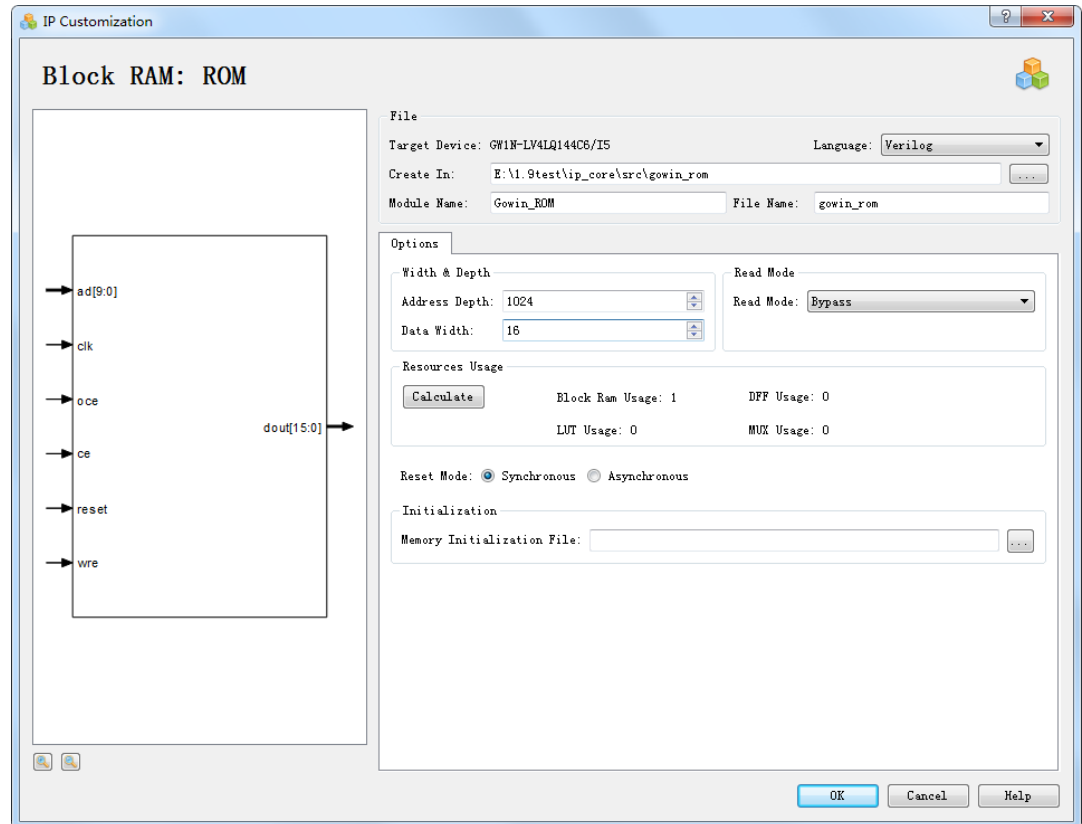 IP Customization
Block RAM: ROM
File
Target Device: GW1N-LV4LQ144C6/I5
Language: Verilog
Create In: E:\1.9test\ip_core\src\gowin_rom ...
Module Name: Gowin_ROM
File Name: gowin_rom
ad[9:0]
clk
oce
ce
reset
wre
dout[15:0]
Options
Width & Depth
Address Depth: 1024
Data Width: 16
Read Mode
Read Mode: Bypass
Resources Usage
Calculate
Block Ram Usage: 1
DFF Usage: 0
LUT Usage: 0
MUX Usage: 0
Reset Mode: Synchronous Asynchronous
Initialization
Memory Initialization File: ...
OK Cancel Help